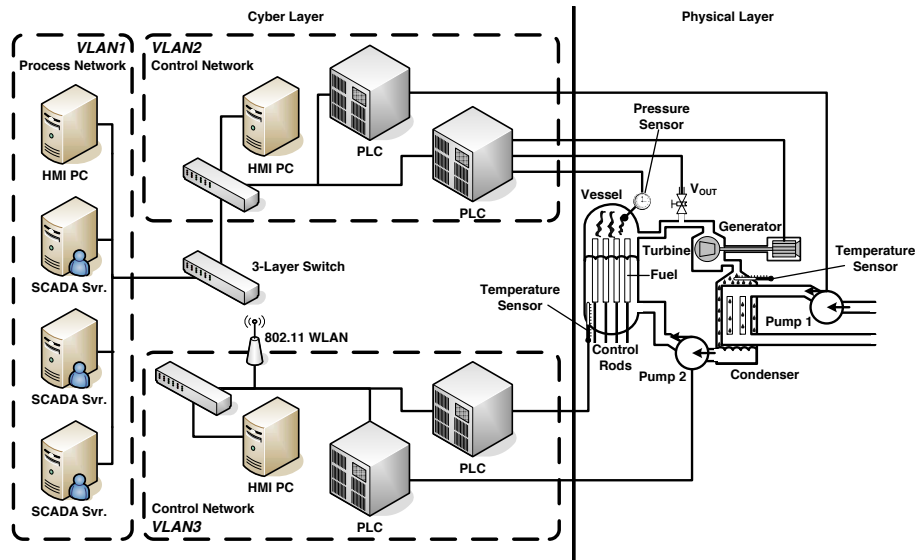 Cyber Layer
Physical Layer
VLAN1
Process Network
HMI PC
SCADA Svr.
SCADA Svr.
SCADA Svr.
VLAN2
Control Network
HMI PC
PLC
PLC
3-Layer Switch
802.11 WLAN
HMI PC
PLC
PLC
Control Network
VLAN3
Pressure
Sensor
Vessel
VOUT
Generator
Turbine
Fuel
Temperature
Sensor
Temperature
Sensor
Control
Rods
Pump 1
Pump 2
Condenser